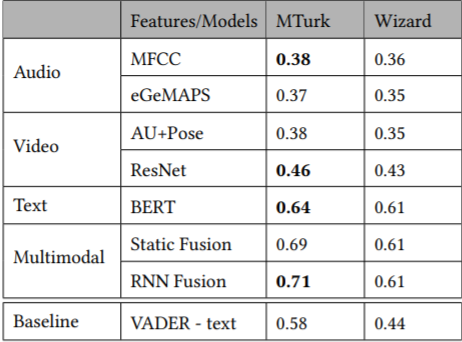 Features/Models MTurk Wizard
Audio
MFCC 0.38 0.36
eGeMAPS 0.37 0.35
Video
AU+Pose 0.38 0.35
ResNet 0.46 0.43
Text BERT 0.64 0.61
Multimodal
Static Fusion 0.69 0.61
RNN Fusion 0.71 0.61
Baseline VADER - text 0.58 0.44